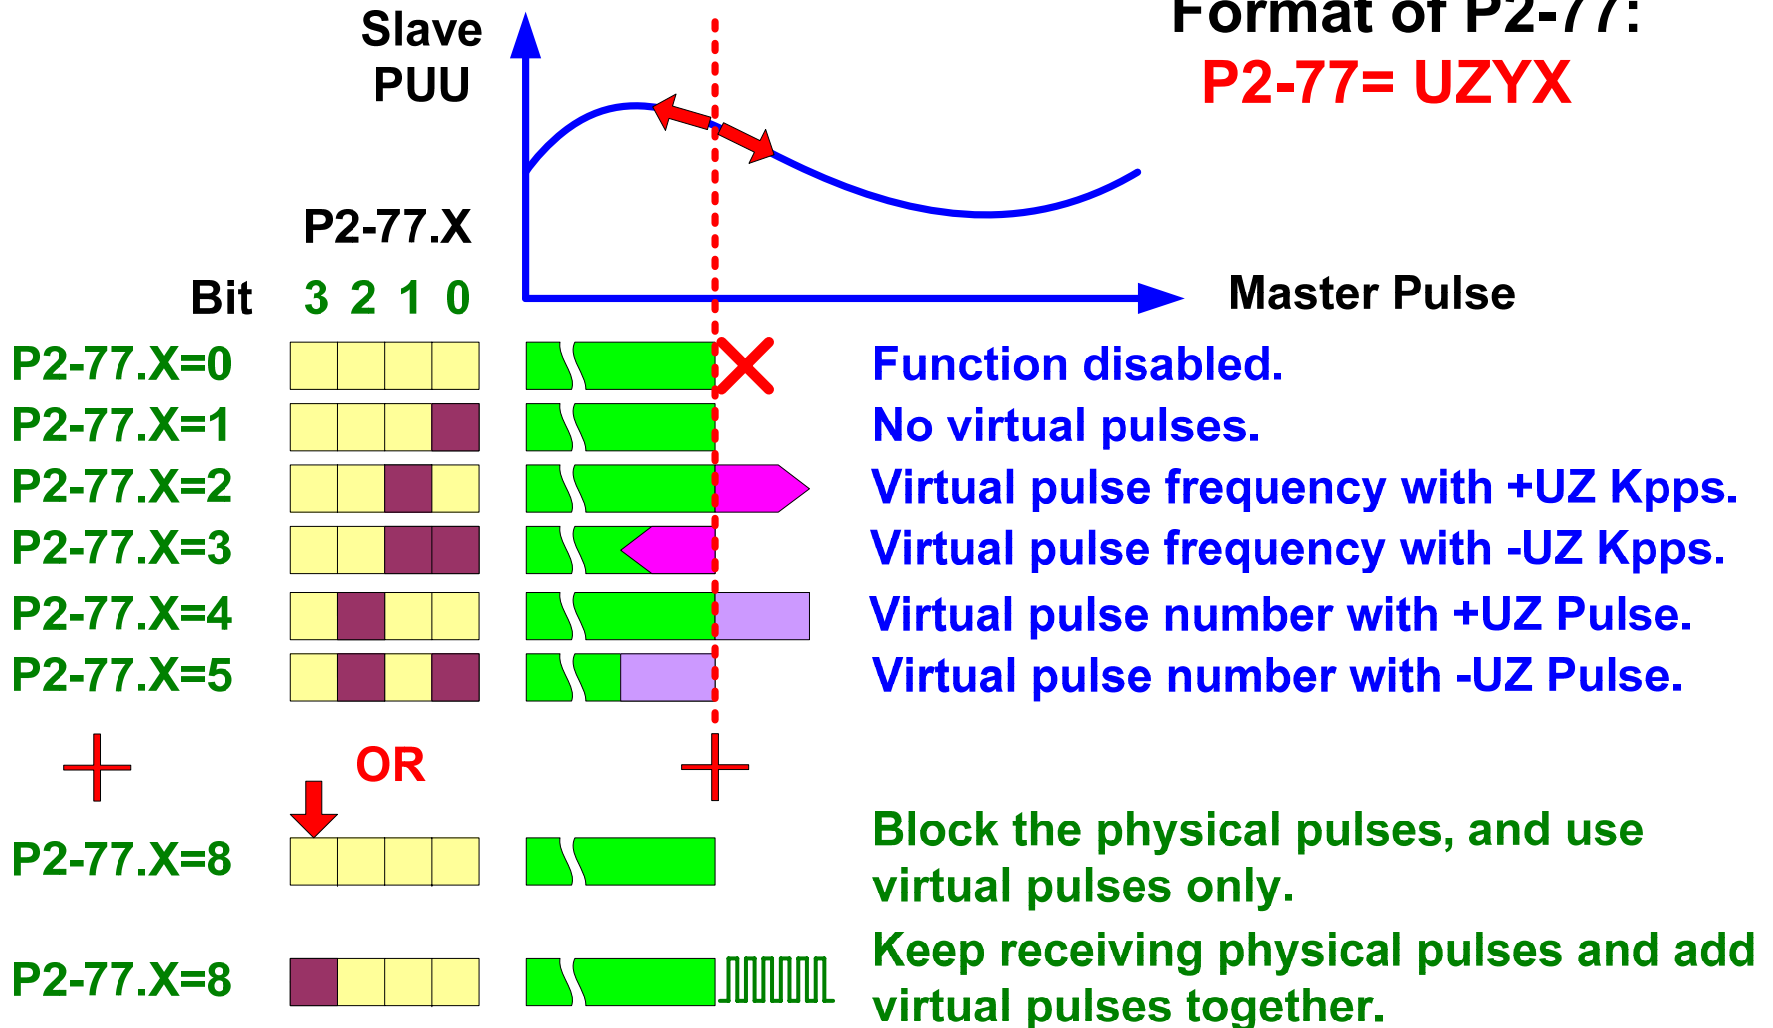 Format of P2-77:
P2-77= UZYX
Slave
PUU
P2-77.X
Bit 3 2 1 0
Master Pulse
P2-77.X=0 Function disabled.
P2-77.X=1 No virtual pulses.
P2-77.X=2 Virtual pulse frequency with +UZ Kpps.
P2-77.X=3 Virtual pulse frequency with -UZ Kpps.
P2-77.X=4 Virtual pulse number with +UZ Pulse.
P2-77.X=5 Virtual pulse number with -UZ Pulse.
OR
P2-77.X=8 Block the physical pulses, and use
virtual pulses only.
P2-77.X=8 Keep receiving physical pulses and add
virtual pulses together.